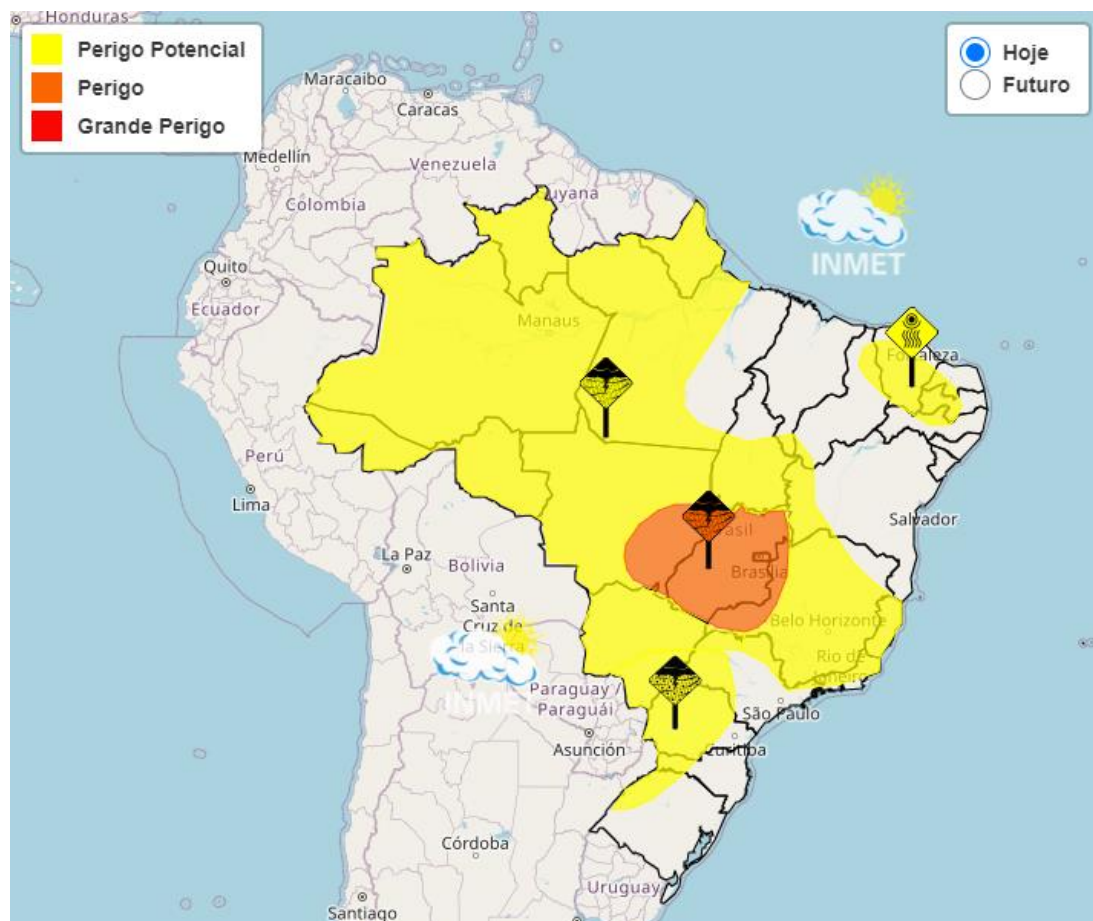 Honduras
Perigo Potencial
Perigo
Grande Perigo
Hoje
Futuro
Maracaibo
Caracas
Medellín
Venezuela
Guyana
Colombia
INMET
Quito
Ecuador
Manaus
Fortaleza
Perú
Lima
Salvador
Brasil
La Paz
Bolivia
Brasília
Santa
Cruz de
la Sierra
Belo Horizonte
Rio de
Janeiro
INMET
Paraguay /
Paraguái
São Paulo
Asunción
Curitiba
Córdoba
Uruguay
Santiago